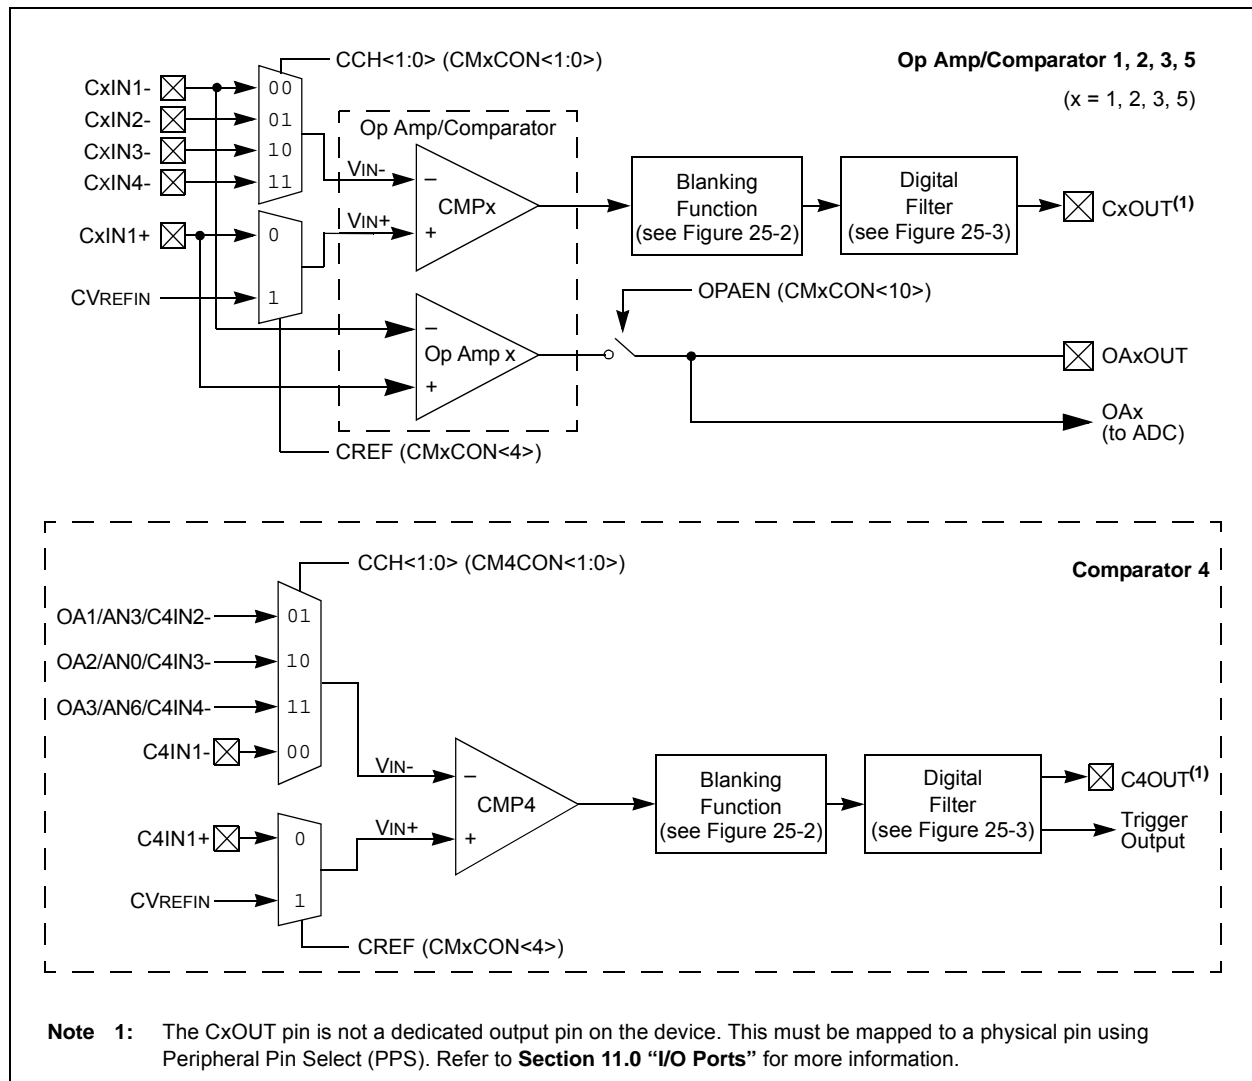 CCH<1:0> (CMxCON<1:0>)
Op Amp/Comparator 1, 2, 3, 5
(x = 1, 2, 3, 5)
CxIN1-
00
CxIN2-
01
CxIN3-
10
CxIN4-
11
Op Amp/Comparator
VIN-
–
CMPx
Blanking
Function
(see Figure 25-2)
Digital
Filter
(see Figure 25-3)
CxOUT(1)
CxIN1+
0
VIN+
+
CVREFIN
1
OPAEN (CMxCON<10>)
–
Op Amp x
+
OAxOUT
OAx
(to ADC)
CREF (CMxCON<4>)
CCH<1:0> (CM4CON<1:0>)
Comparator 4
OA1/AN3/C4IN2-
01
OA2/AN0/C4IN3-
10
OA3/AN6/C4IN4-
11
C4IN1-
00
VIN-
–
CMP4
Blanking
Function
(see Figure 25-2)
Digital
Filter
(see Figure 25-3)
C4OUT(1)
Trigger
Output
C4IN1+
0
VIN+
+
CVREFIN
1
CREF (CMxCON<4>)
Note 1: The CxOUT pin is not a dedicated output pin on the device. This must be mapped to a physical pin using
Peripheral Pin Select (PPS). Refer to Section 11.0 “I/O Ports” for more information.